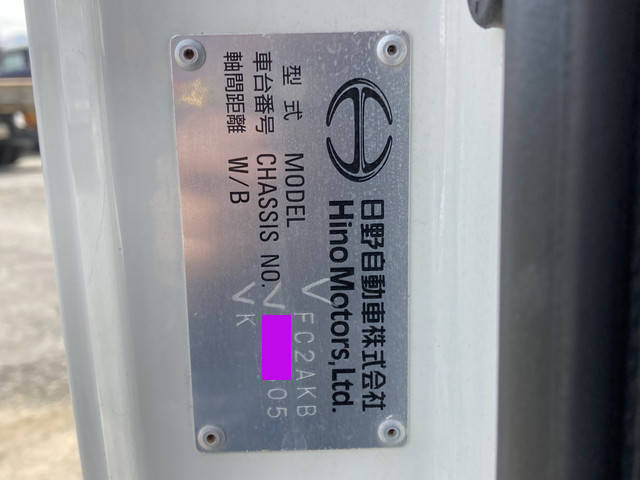 日野自動車株式会社
Hino Motors, Ltd.
型式 MODEL FC2AKB
車台番号 CHASSIS NO. 05
軸間距離 W/B K